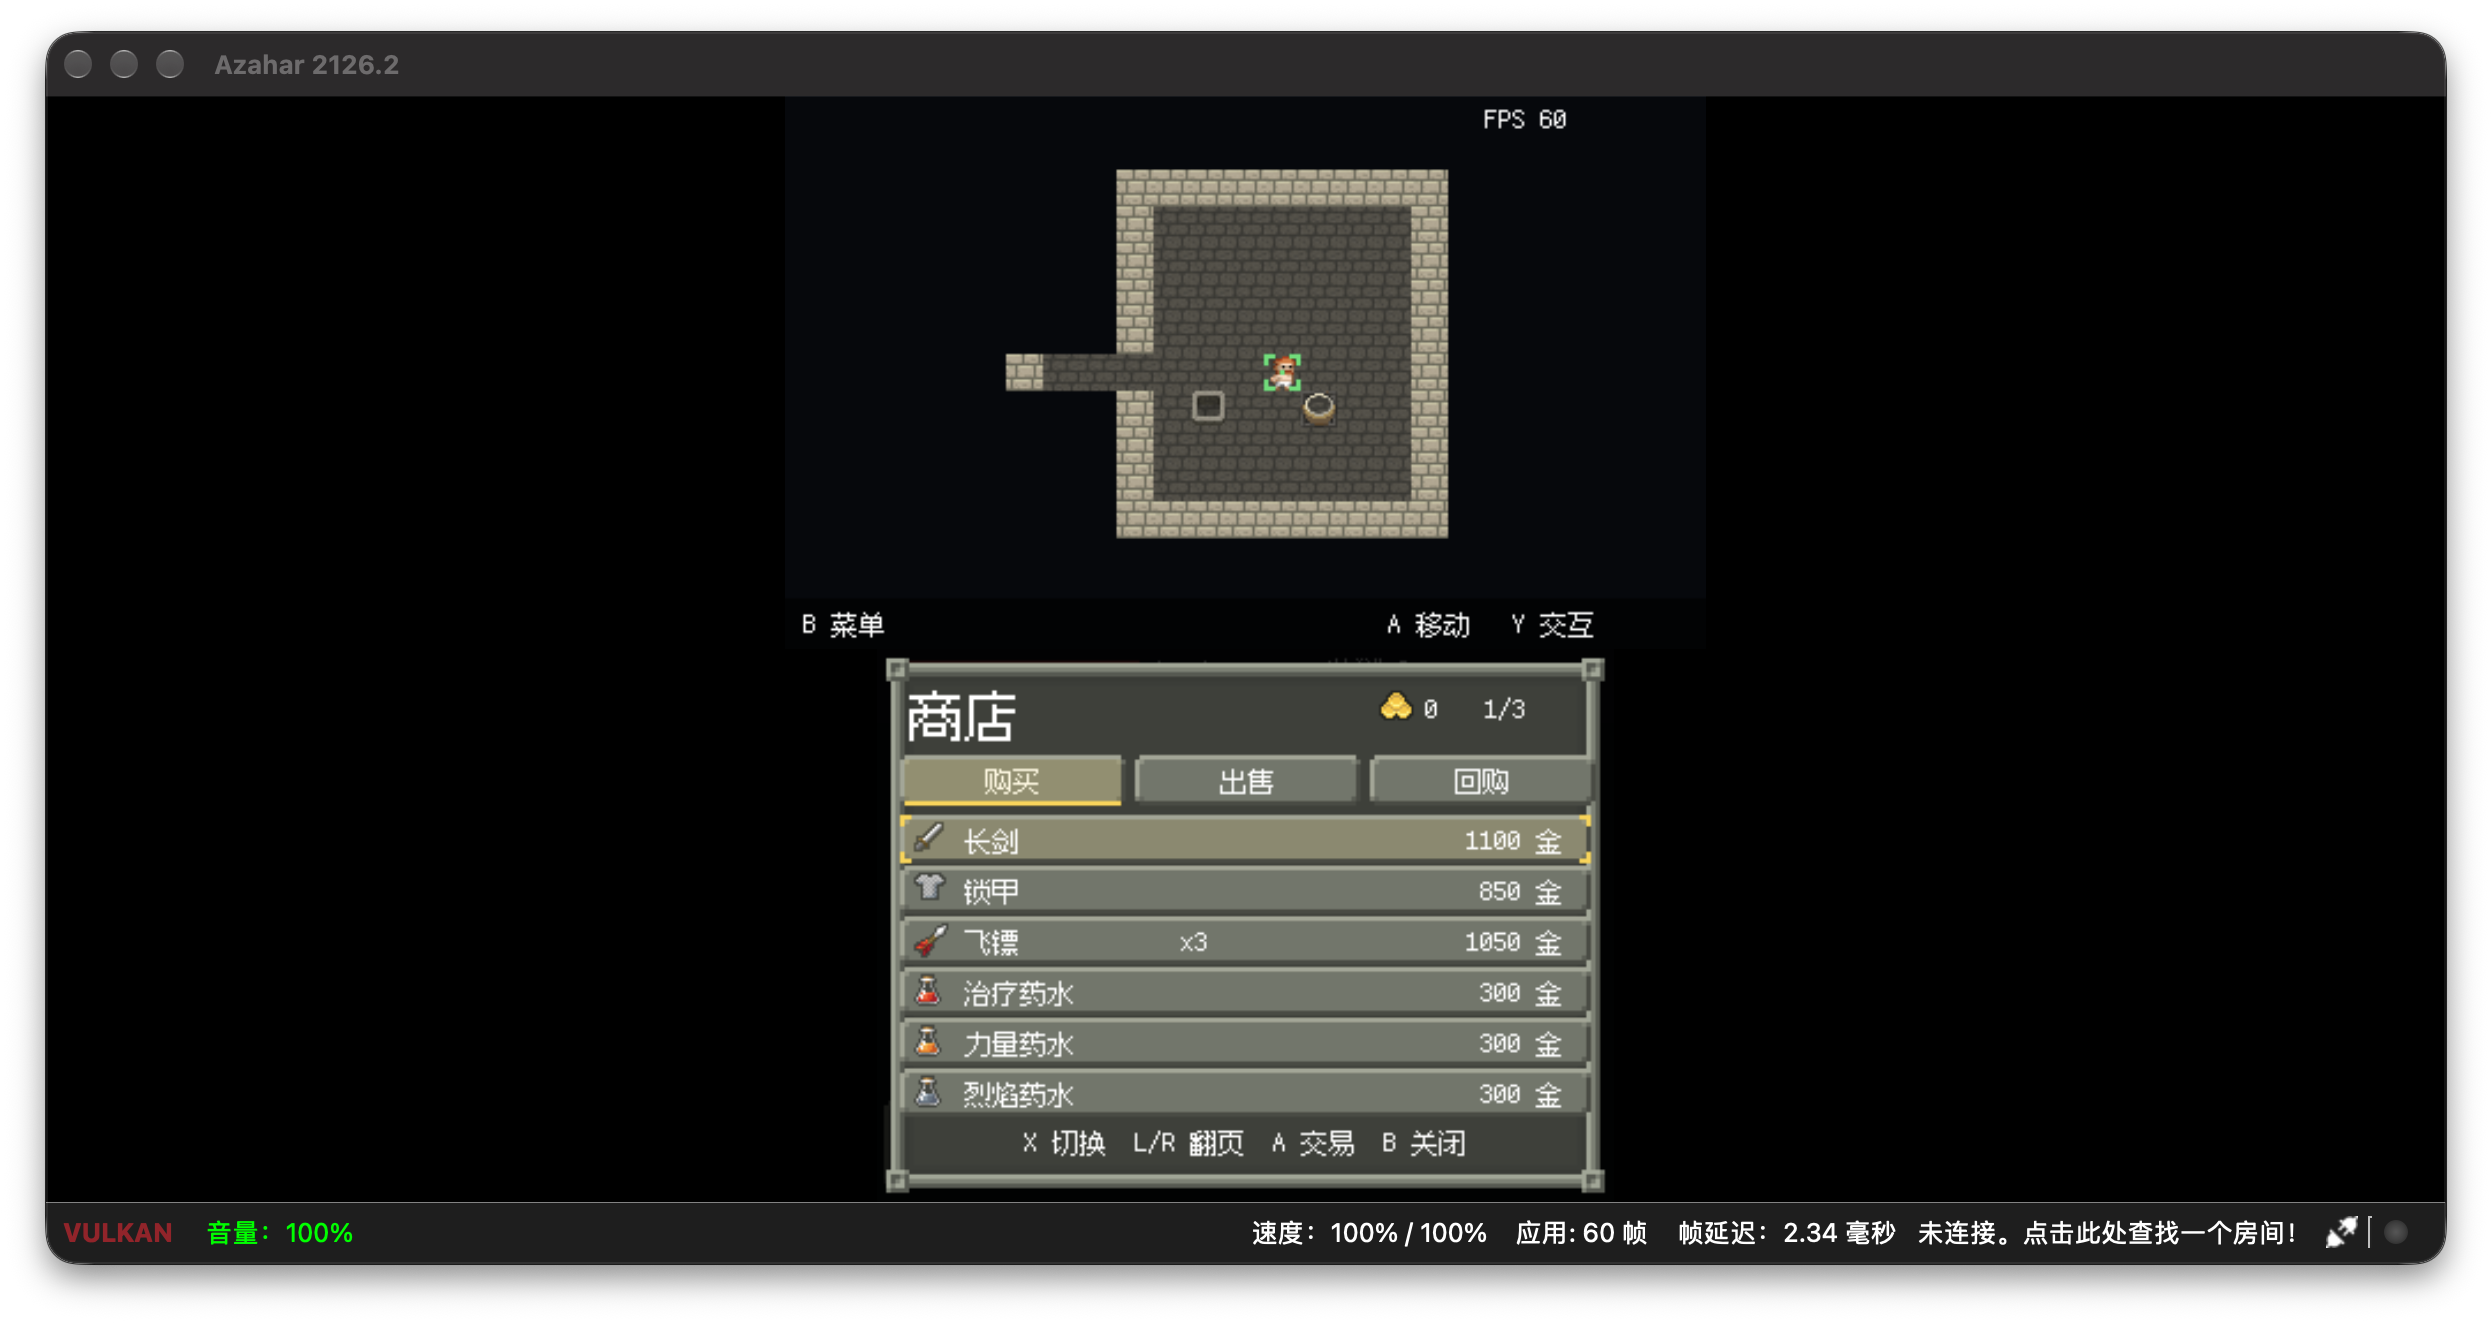 Azahar 2126.2
FPS 60
B 菜单 A 移动 Y 交互
商店 0 1/3
购买 出售 回购
长剑 1100 金
锁甲 850 金
飞镖 x3 1050 金
治疗药水 300 金
力量药水 300 金
烈焰药水 300 金
X 切换 L/R 翻页 A 交易 B 关闭
VULKAN 音量：100% 速度：100% / 100% 应用: 60 帧 帧延迟：2.34 毫秒 未连接。点击此处查找一个房间！